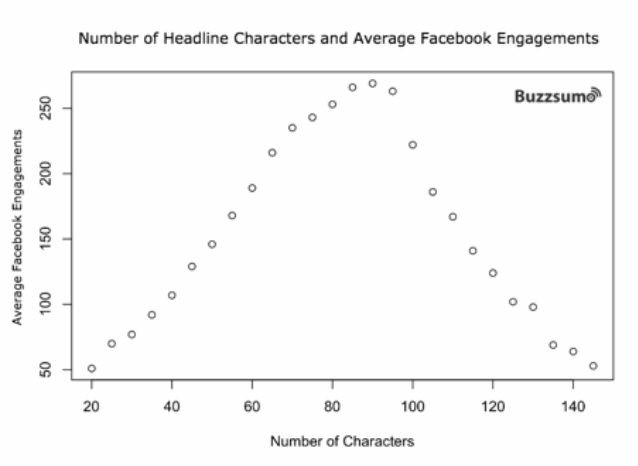 Number of Headline Characters and Average Facebook Engagements
Buzzsumo
Average Facebook Engagements
250
200
150
100
50
20 40 60 80 100 120 140
Number of Characters